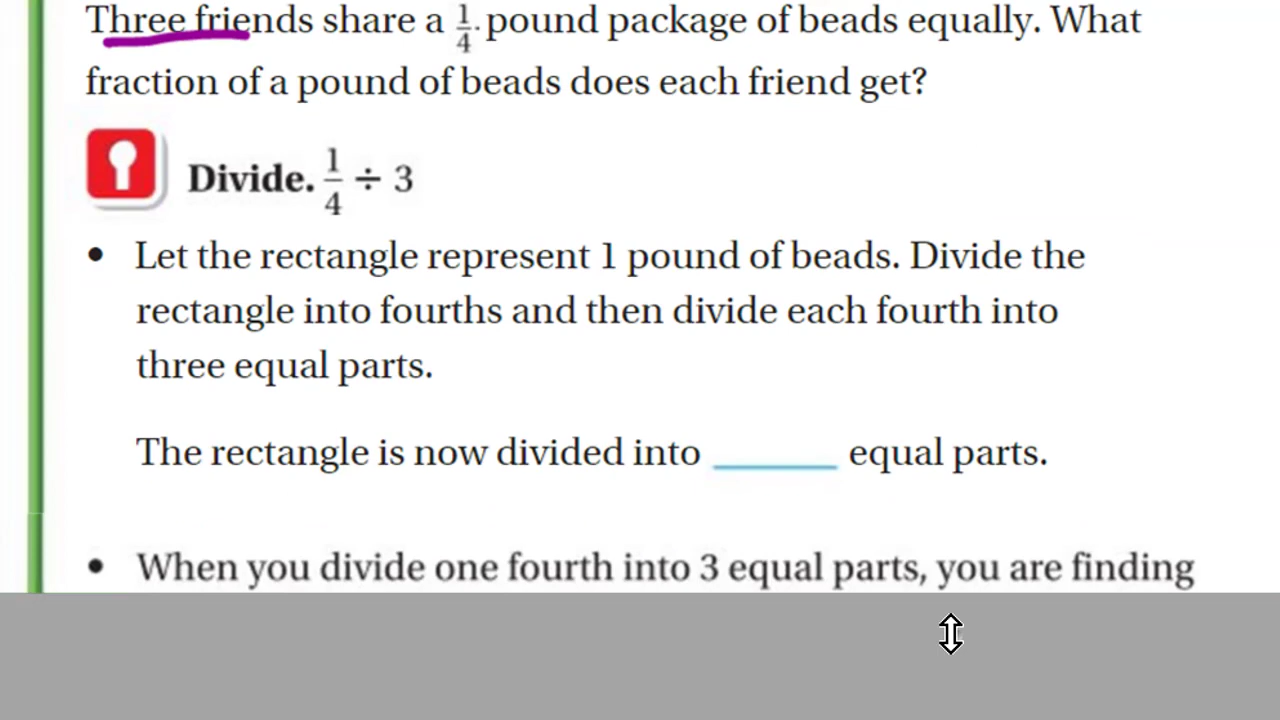 Three friends share a 1/4-pound package of beads equally. What
fraction of a pound of beads does each friend get?
Divide. 1/4 ÷ 3
• Let the rectangle represent 1 pound of beads. Divide the
rectangle into fourths and then divide each fourth into
three equal parts.
The rectangle is now divided into ______ equal parts.
• When you divide one fourth into 3 equal parts, you are finding